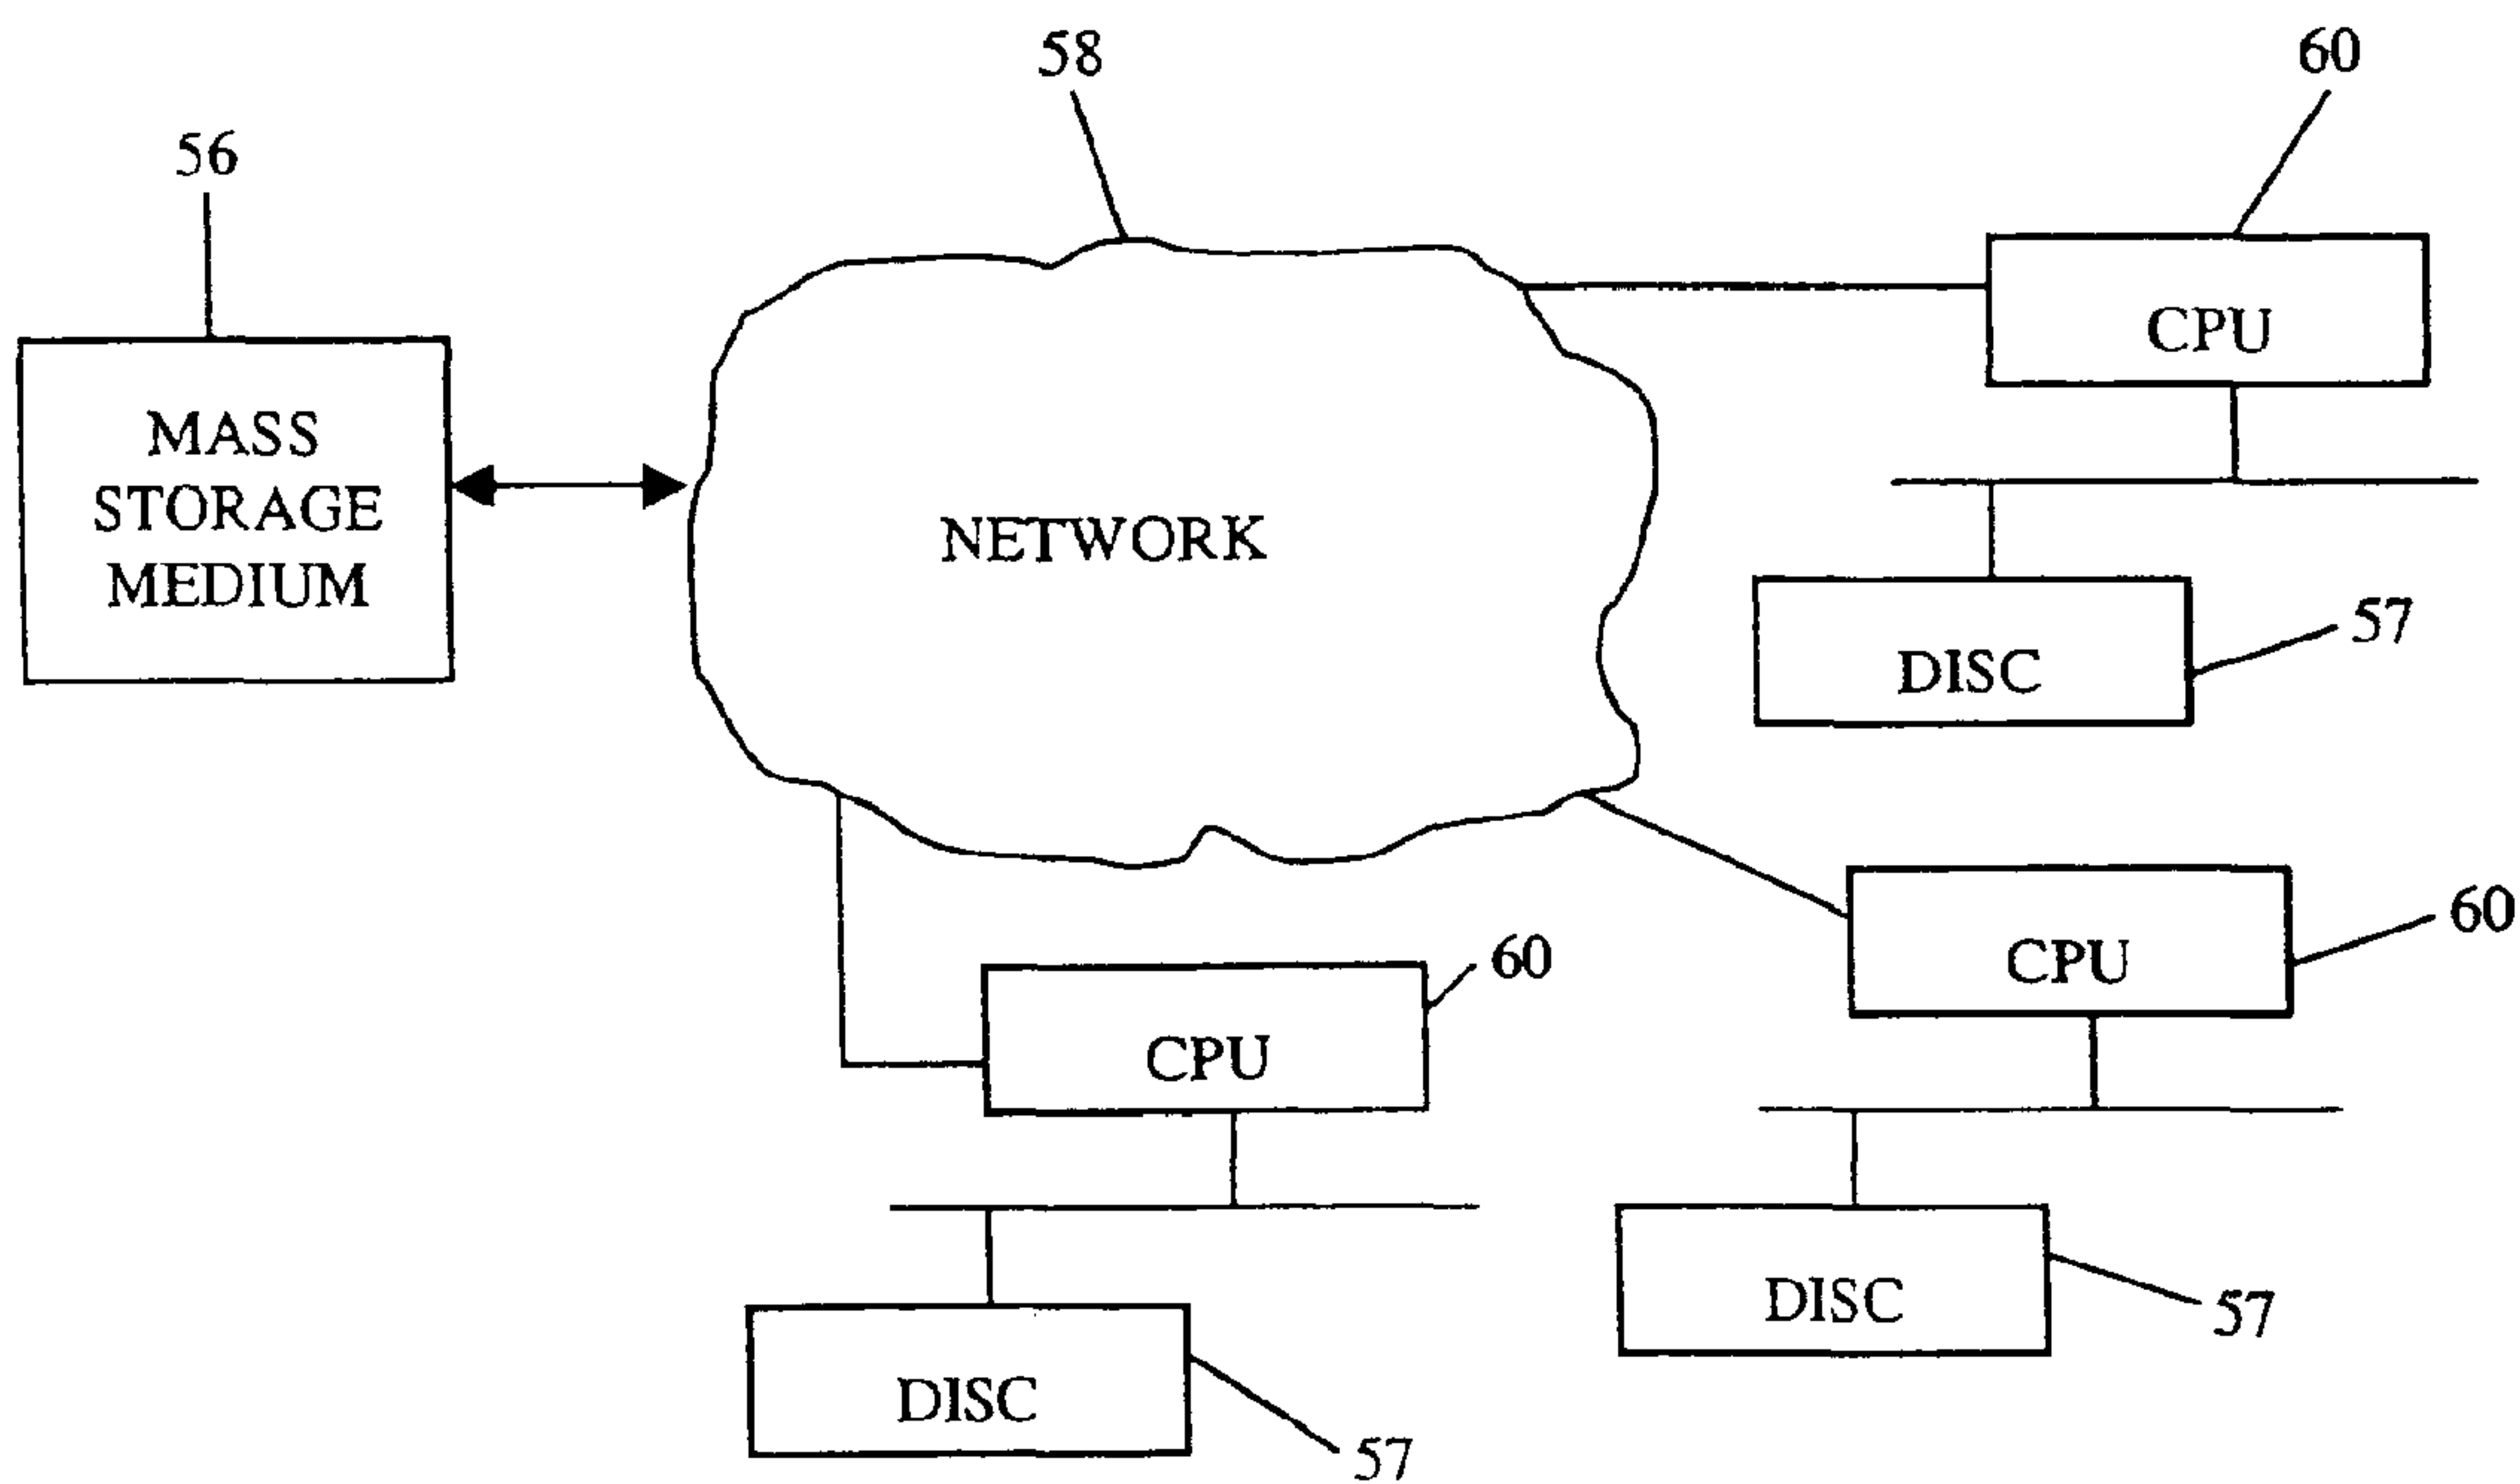 58
60
56
CPU
MASS
STORAGE
MEDIUM
NETWORK
57
DISC
60
CPU
60
CPU
DISC
57
DISC
57